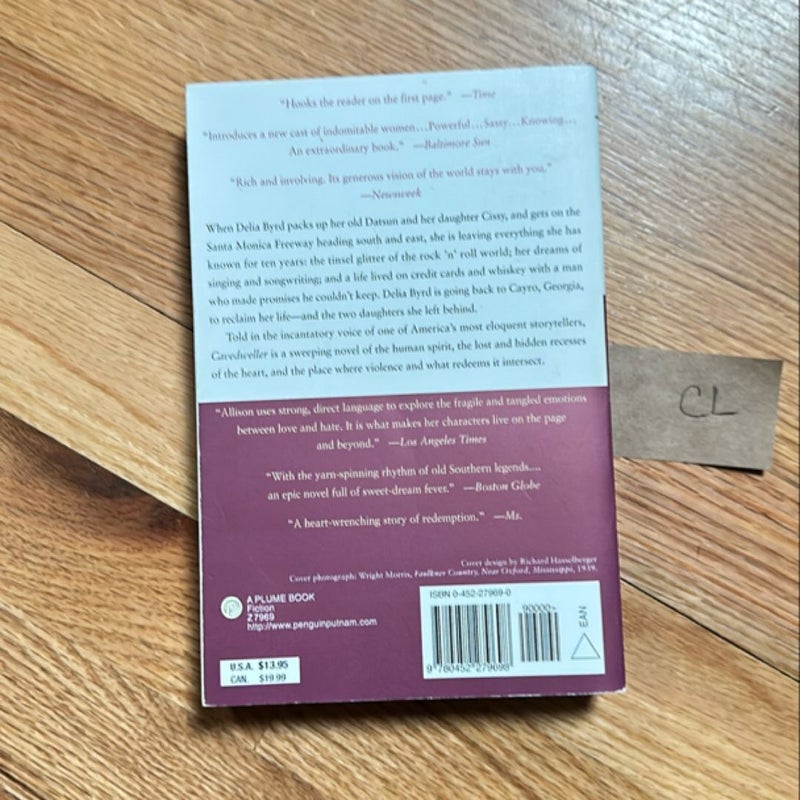 "Hooks the reader on the first page." —Time
"Introduces a new cast of indomitable women...Powerful...Sassy...Knowing...
An extraordinary book." —Baltimore Sun
"Rich and involving. Its generous vision of the world stays with you."
—Newsweek
When Delia Byrd packs up her old Datsun and her daughter Cissy, and gets on the
Santa Monica Freeway heading south and east, she is leaving everything she has
known for ten years: the tinsel glitter of the rock 'n' roll world; her dreams of
singing and songwriting; and a life lived on credit cards and whiskey with a man
who made promises he couldn't keep. Delia Byrd is going back to Cayro, Georgia,
to reclaim her life—and the two daughters she left behind.
Told in the incantatory voice of one of America's most eloquent storytellers,
Cavedweller is a sweeping novel of the human spirit, the lost and hidden recesses
of the heart, and the place where violence and what redeems it intersect.
"Allison uses strong, direct language to explore the fragile and tangled emotions
between love and hate. It is what makes her characters live on the page
and beyond." —Los Angeles Times
"With the yarn-spinning rhythm of old Southern legends....
an epic novel full of sweet-dream fever." —Boston Globe
"A heart-wrenching story of redemption." —Ms.
Cover design by Richard Hasselberger
Cover photograph: Wright Morris, Faulkner Country, Near Oxford, Mississippi, 1939.
A PLUME BOOK
Fiction
Z7969
http://www.penguinputnam.com
U.S.A. $13.95
CAN. $19.99
ISBN 0-452-27969-0
90000>
9 780452 279698
EAN
CL